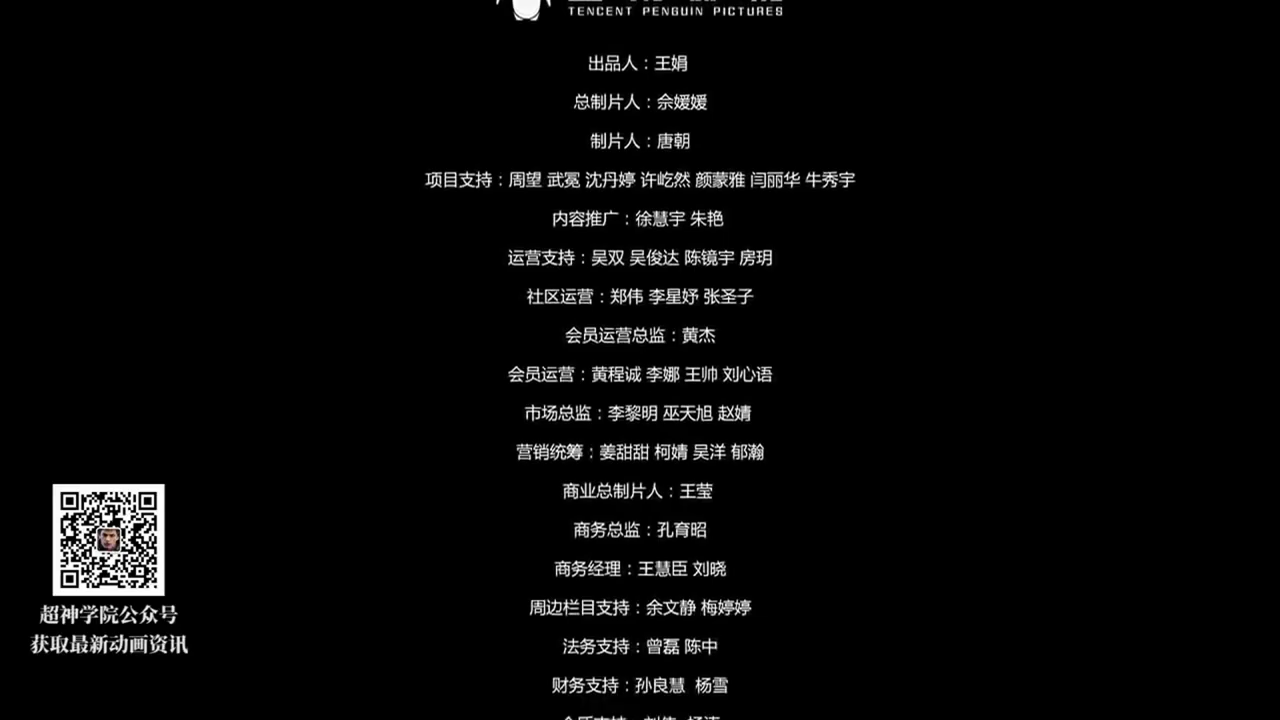 TENCENT PENGUIN PICTURES
出品人：王娟
总制片人：佘媛媛
制片人：唐朝
项目支持：周望 武冕 沈丹婷 许屹然 颜蒙雅 闫丽华 牛秀宇
内容推广：徐慧宇 朱艳
运营支持：吴双 吴俊达 陈镜宇 房玥
社区运营：郑伟 李星妤 张圣子
会员运营总监：黄杰
会员运营：黄程诚 李娜 王帅 刘心语
市场总监：李黎明 巫天旭 赵婧
营销统筹：姜甜甜 柯婧 吴洋 郁瀚
商业总制片人：王莹
商务总监：孔育昭
商务经理：王慧臣 刘晓
周边栏目支持：余文静 梅婷婷
法务支持：曾磊 陈中
财务支持：孙良慧 杨雪
超神学院公众号
获取最新动画资讯